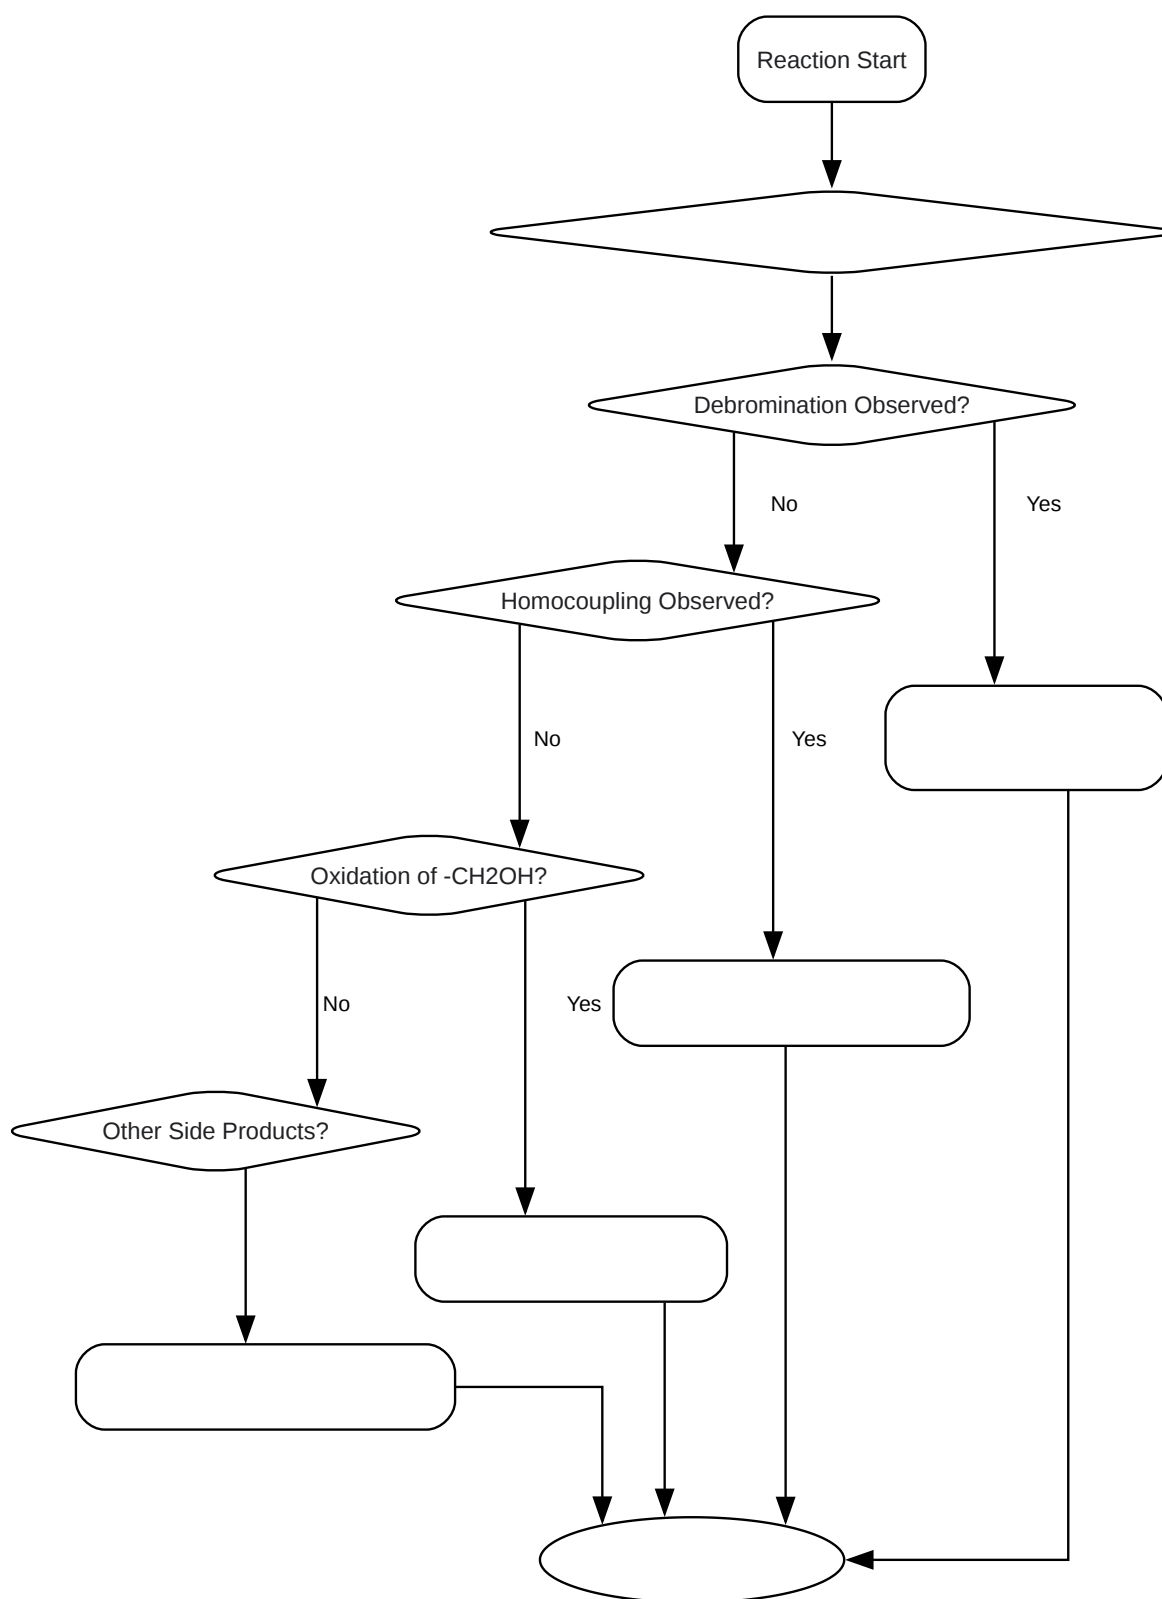 Reaction Start
Debromination Observed?
No
Yes
Homocoupling Observed?
No
Yes
Oxidation of -CH2OH?
No
Yes
Other Side Products?